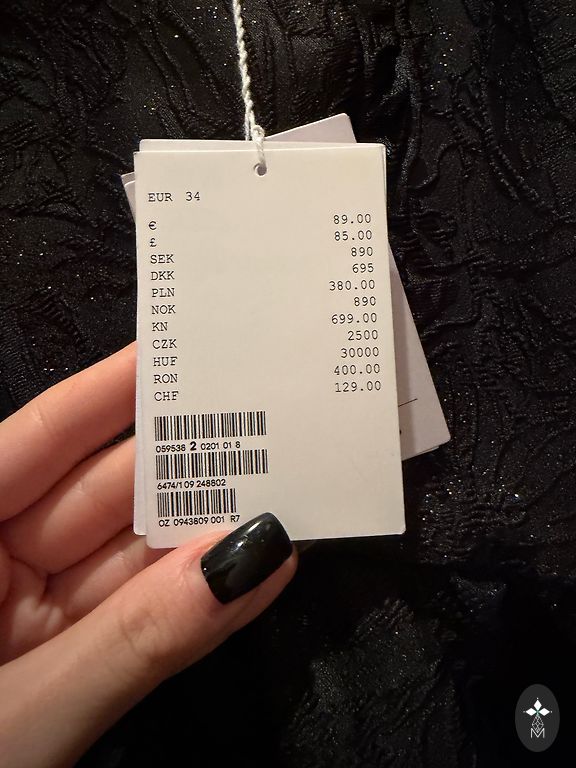 EUR 34
€ 89.00
£ 85.00
SEK 890
DKK 695
PLN 380.00
NOK 890
KN 699.00
CZK 2500
HUF 30000
RON 400.00
CHF 129.00
059538 2 0201 01 8
6474/1 09 248802
OZ 0943809 001 R7
M